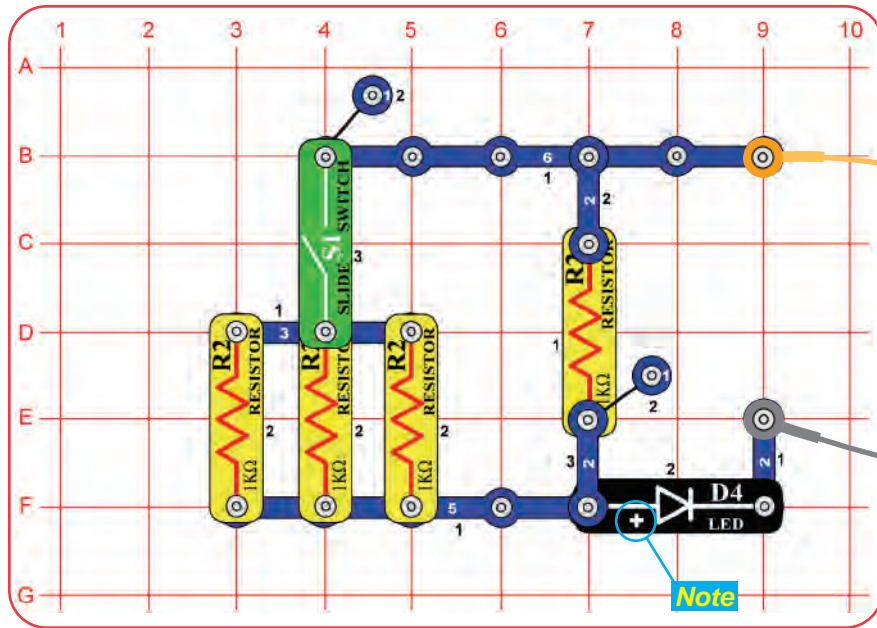 1 2 3 4 5 6 7 8 9 10
A
1 2
B
6
1
2 2
SLIDE SWITCH
S1
3
C
R2
RESISTOR
1KΩ
1
D
1
3
R2
RESISTOR
1KΩ
2
R2
RESISTOR
1KΩ
2
R2
RESISTOR
1KΩ
2
1
2
E
3 2
2
2 1
F
5
1
+
D4
LED
Note
G